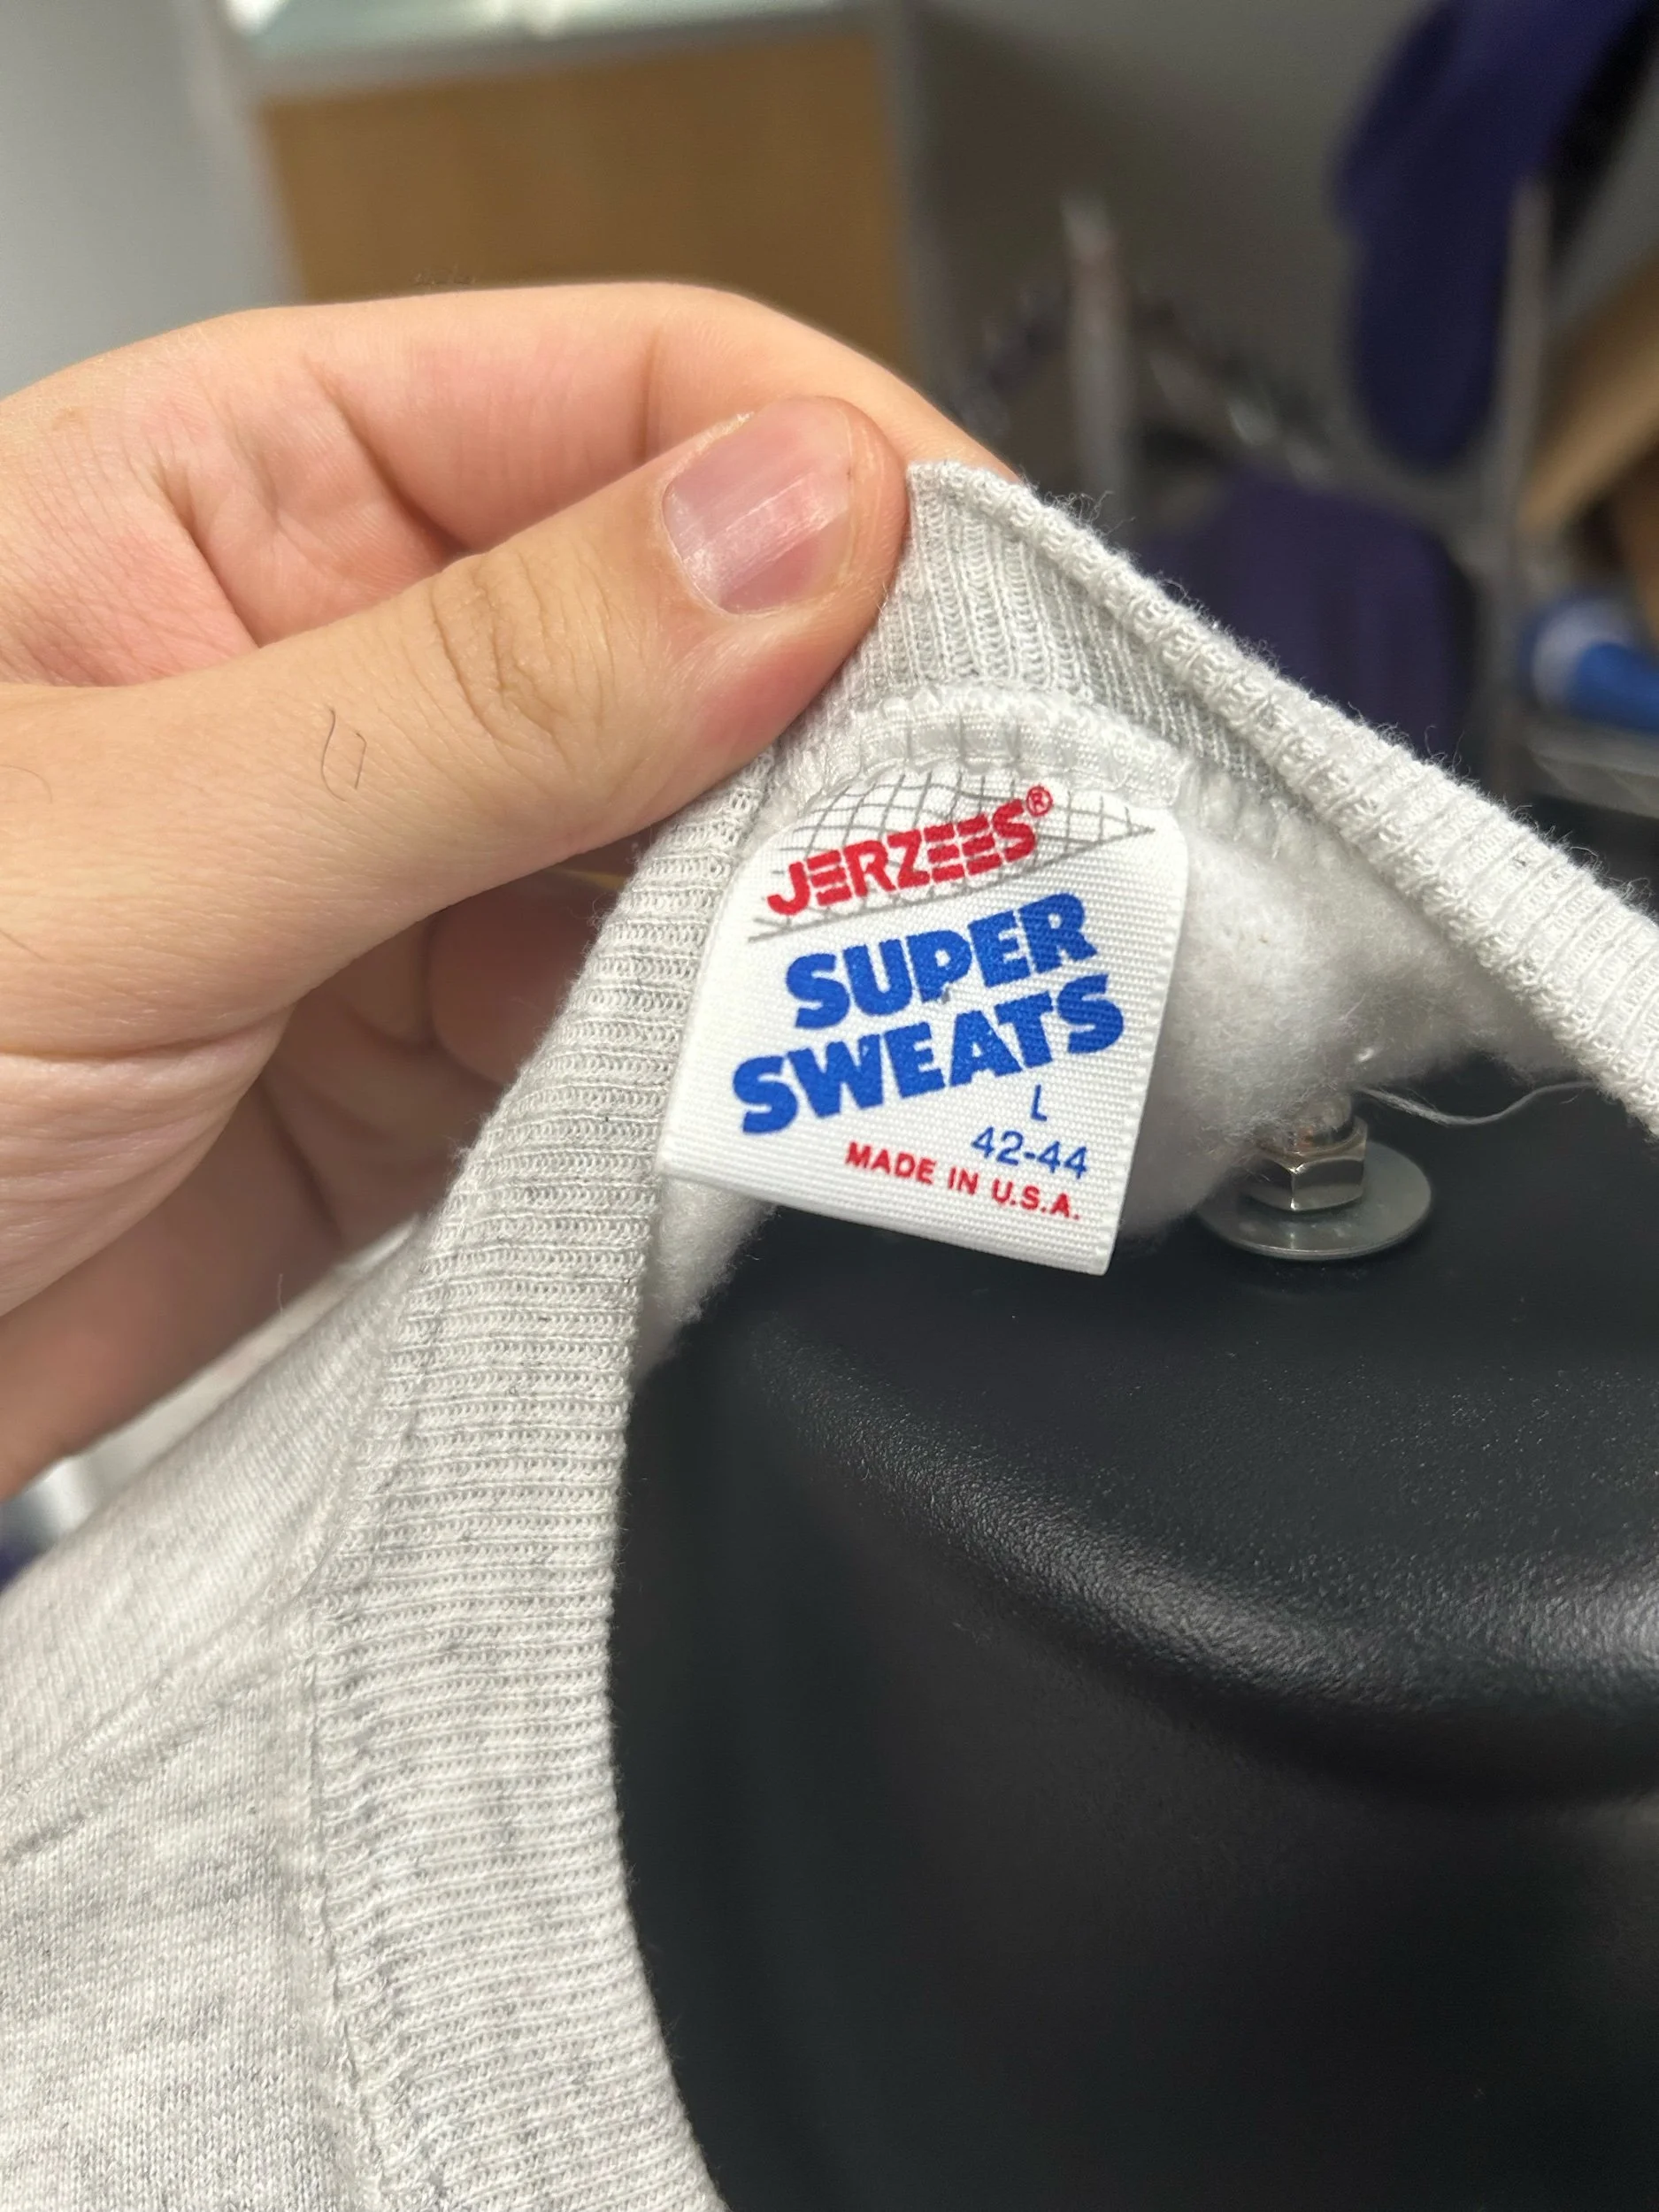 JERZEES®
SUPER
SWEATS
L
42-44
MADE IN U.S.A.